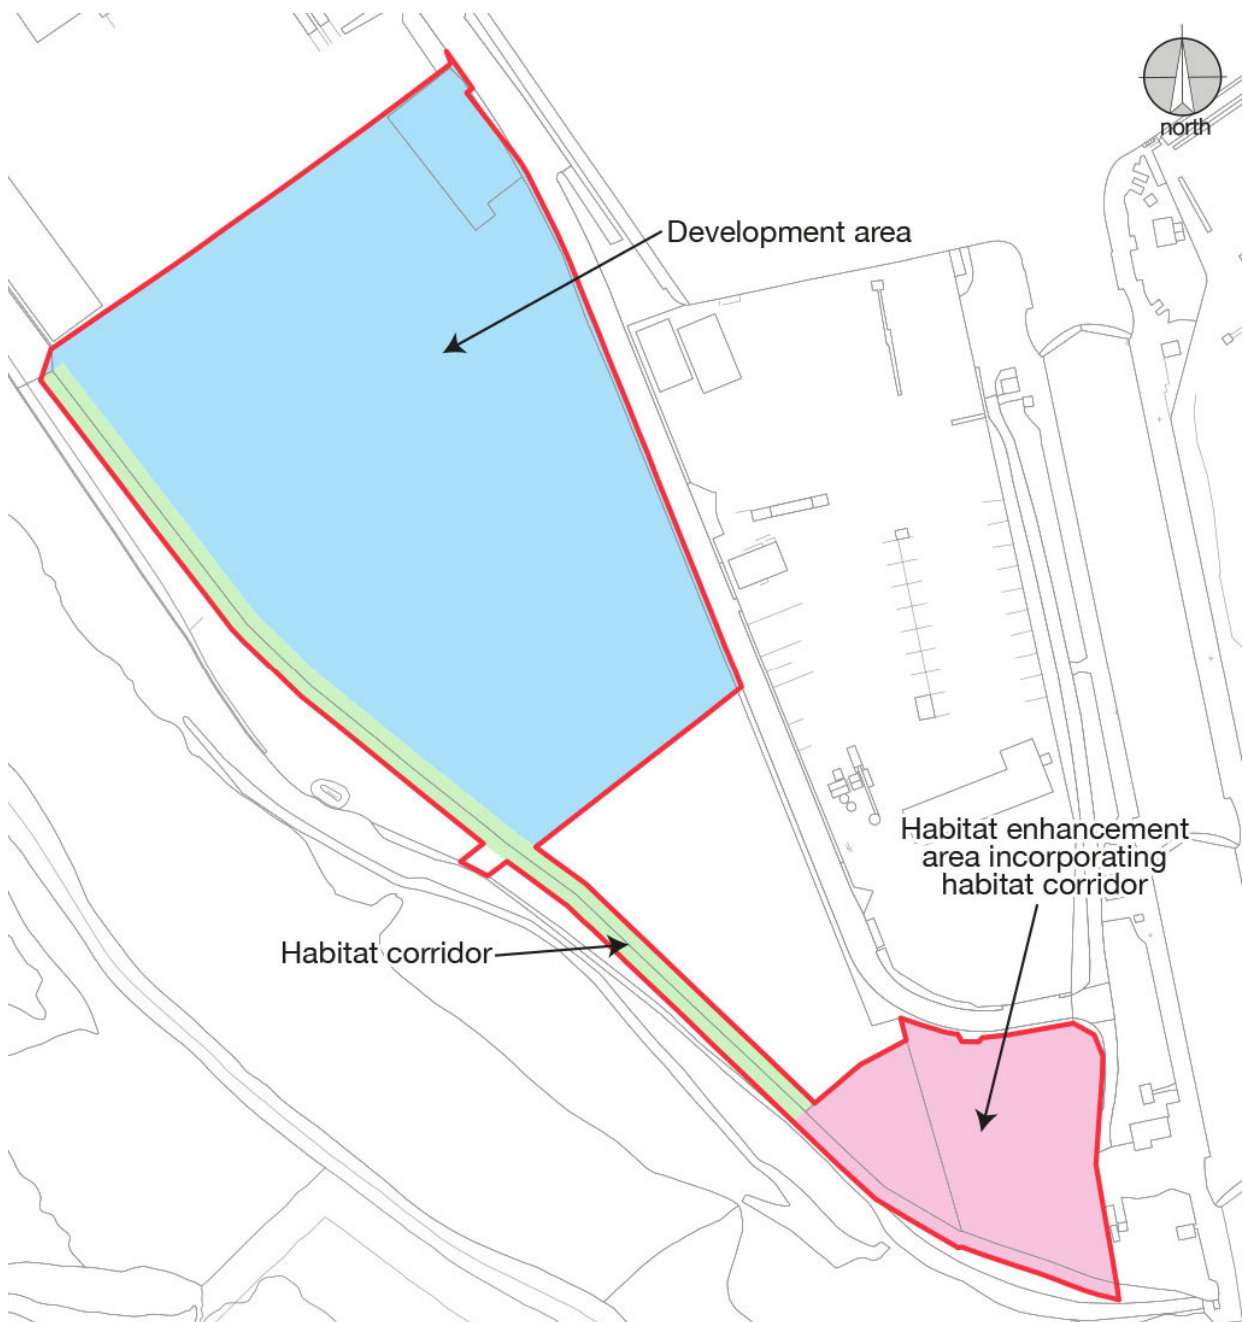 north
Development area
Habitat enhancement
area incorporating
habitat corridor
Habitat corridor